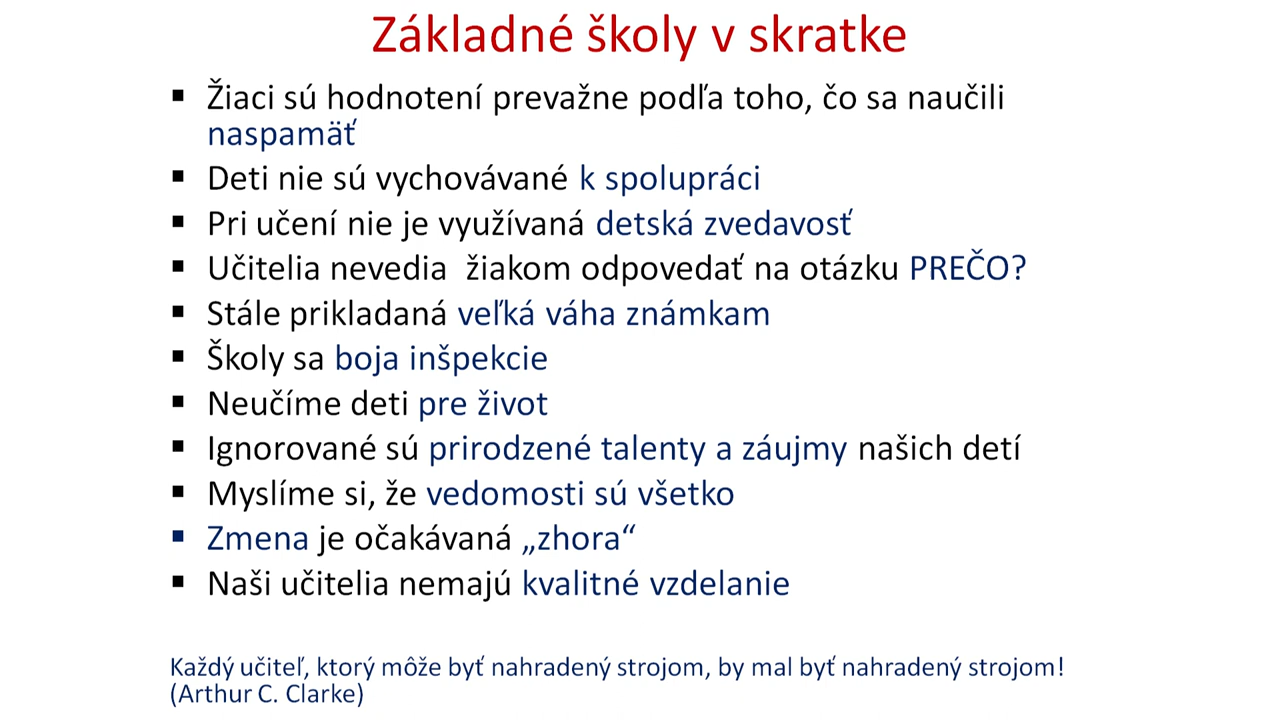 Základné školy v skratke
▪ Žiaci sú hodnotení prevažne podľa toho, čo sa naučili
naspamäť
▪ Deti nie sú vychovávané k spolupráci
▪ Pri učení nie je využívaná detská zvedavosť
▪ Učitelia nevedia  žiakom odpovedať na otázku PREČO?
▪ Stále prikladaná veľká váha známkam
▪ Školy sa boja inšpekcie
▪ Neučíme deti pre život
▪ Ignorované sú prirodzené talenty a záujmy našich detí
▪ Myslíme si, že vedomosti sú všetko
▪ Zmena je očakávaná „zhora“
▪ Naši učitelia nemajú kvalitné vzdelanie
Každý učiteľ, ktorý môže byť nahradený strojom, by mal byť nahradený strojom!
(Arthur C. Clarke)